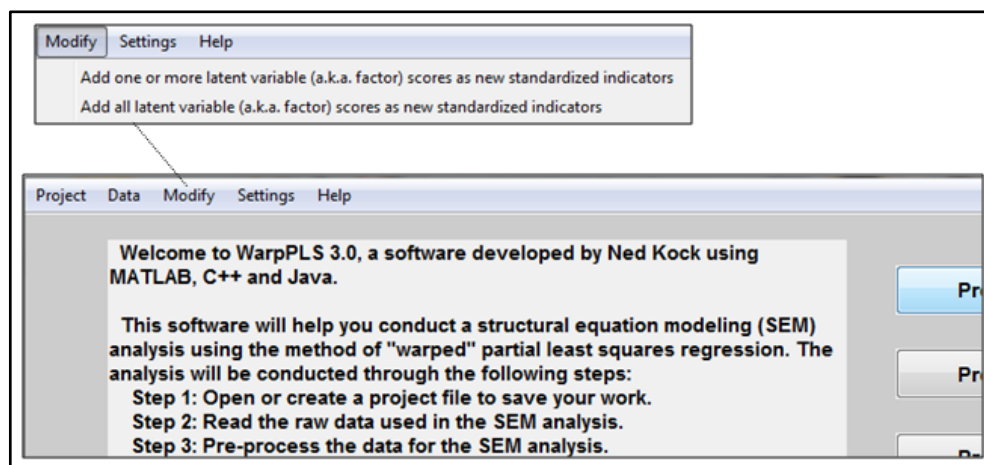 Modify Settings Help
Add one or more latent variable (a.k.a. factor) scores as new standardized indicators
Add all latent variable (a.k.a. factor) scores as new standardized indicators
Project Data Modify Settings Help
Welcome to WarpPLS 3.0, a software developed by Ned Kock using
MATLAB, C++ and Java.
This software will help you conduct a structural equation modeling (SEM)
analysis using the method of "warped" partial least squares regression. The
analysis will be conducted through the following steps:
Step 1: Open or create a project file to save your work.
Step 2: Read the raw data used in the SEM analysis.
Step 3: Pre-process the data for the SEM analysis.